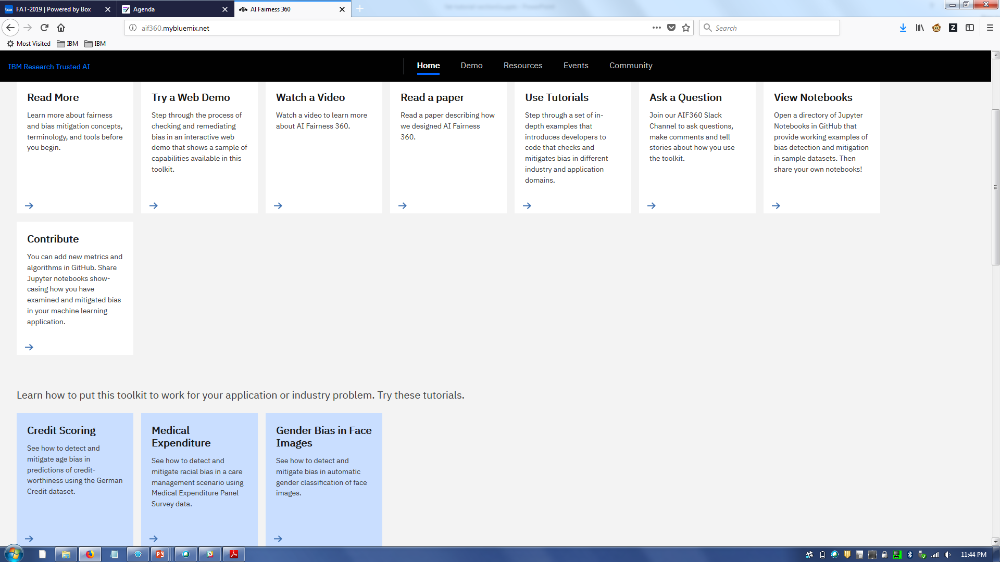 FAT-2019 | Powered by Box
Agenda
AI Fairness 360
aif360.mybluemix.net
Search
Most Visited
IBM
IBM
IBM Research Trusted AI
Home
Demo
Resources
Events
Community
Read More
Learn more about fairness
and bias mitigation concepts,
terminology, and tools before
you begin.
Try a Web Demo
Step through the process of
checking and remediating
bias in an interactive web
demo that shows a sample of
capabilities available in this
toolkit.
Watch a Video
Watch a video to learn more
about AI Fairness 360.
Read a paper
Read a paper describing how
we designed AI Fairness
360.
Use Tutorials
Step through a set of in-
depth examples that
introduces developers to
code that checks and
mitigates bias in different
industry and application
domains.
Ask a Question
Join our AIF360 Slack
Channel to ask questions,
make comments and tell
stories about how you use
the toolkit.
View Notebooks
Open a directory of Jupyter
Notebooks in GitHub that
provide working examples of
bias detection and mitigation
in sample datasets. Then
share your own notebooks!
Contribute
You can add new metrics and
algorithms in GitHub. Share
Jupyter notebooks show-
casing how you have
examined and mitigated bias
in your machine learning
application.
Learn how to put this toolkit to work for your application or industry problem. Try these tutorials.
Credit Scoring
See how to detect and
mitigate age bias in
predictions of credit-
worthiness using the German
Credit dataset.
Medical
Expenditure
See how to detect and
mitigate racial bias in a care
management scenario using
Medical Expenditure Panel
Survey data.
Gender Bias in Face
Images
See how to detect and
mitigate bias in automatic
gender classification of face
images.
11:44 PM